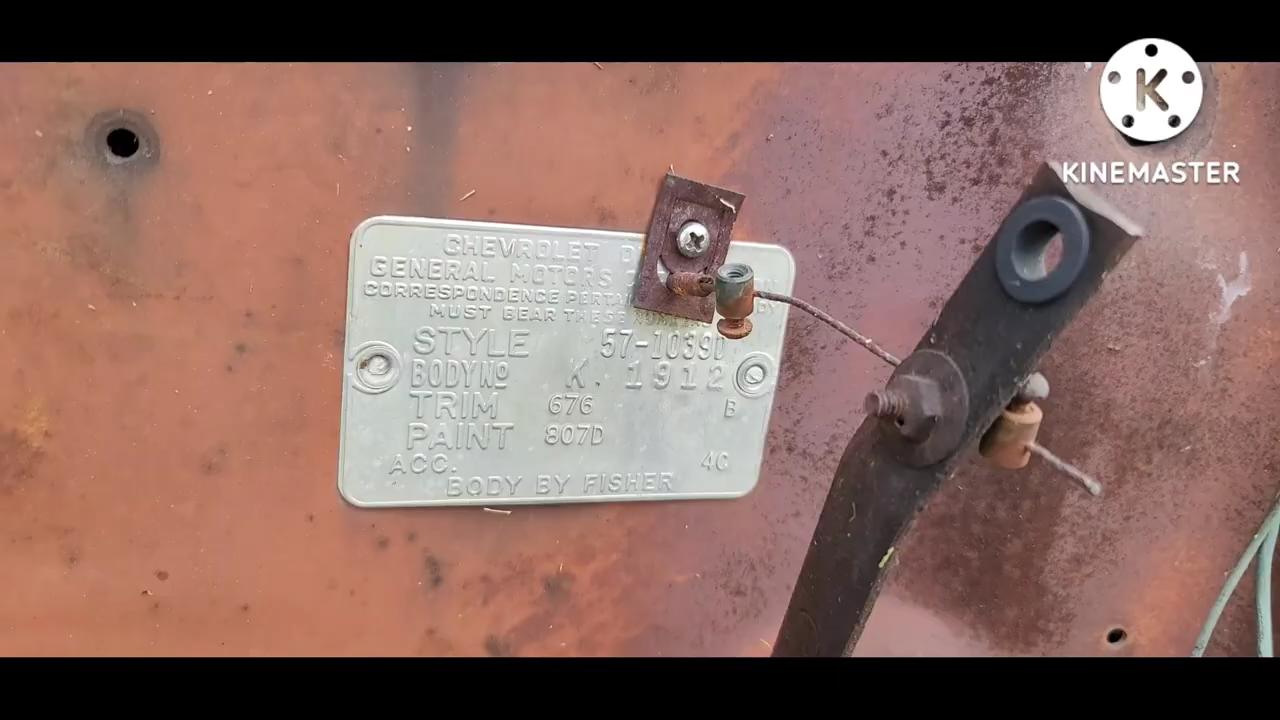 K
KINEMASTER
CHEVROLET D
GENERAL MOTORS
CORRESPONDENCE PERTA
MUST BEAR THESE
STYLE 57-1039D
BODY No K. 1912
TRIM 676 B
PAINT 807D
ACC. 4C
BODY BY FISHER